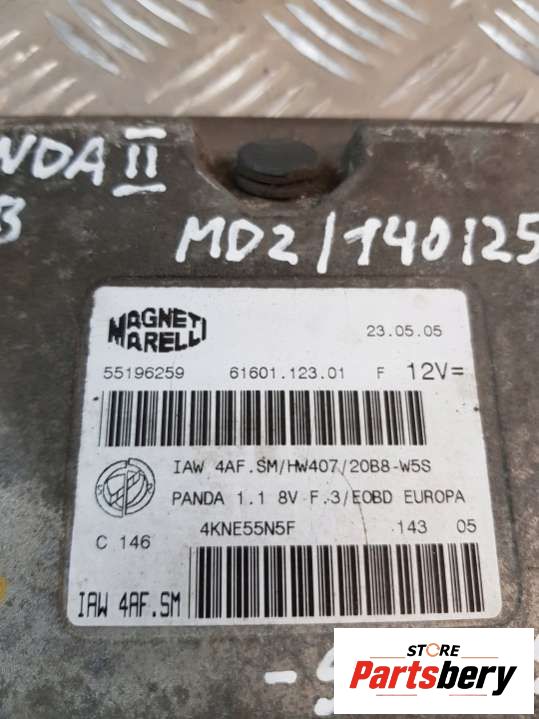 NDA II
B MD2/140125
MAGNETI
MARELLI
23.05.05
55196259 61601.123.01 F 12V=
IAW 4AF.SM/HW407/20B8-W5S
PANDA 1.1 8V F.3/EOBD EUROPA
4KNE55N5F 143 05
C 146
IAW 4AF.SM
STORE
Partsbery